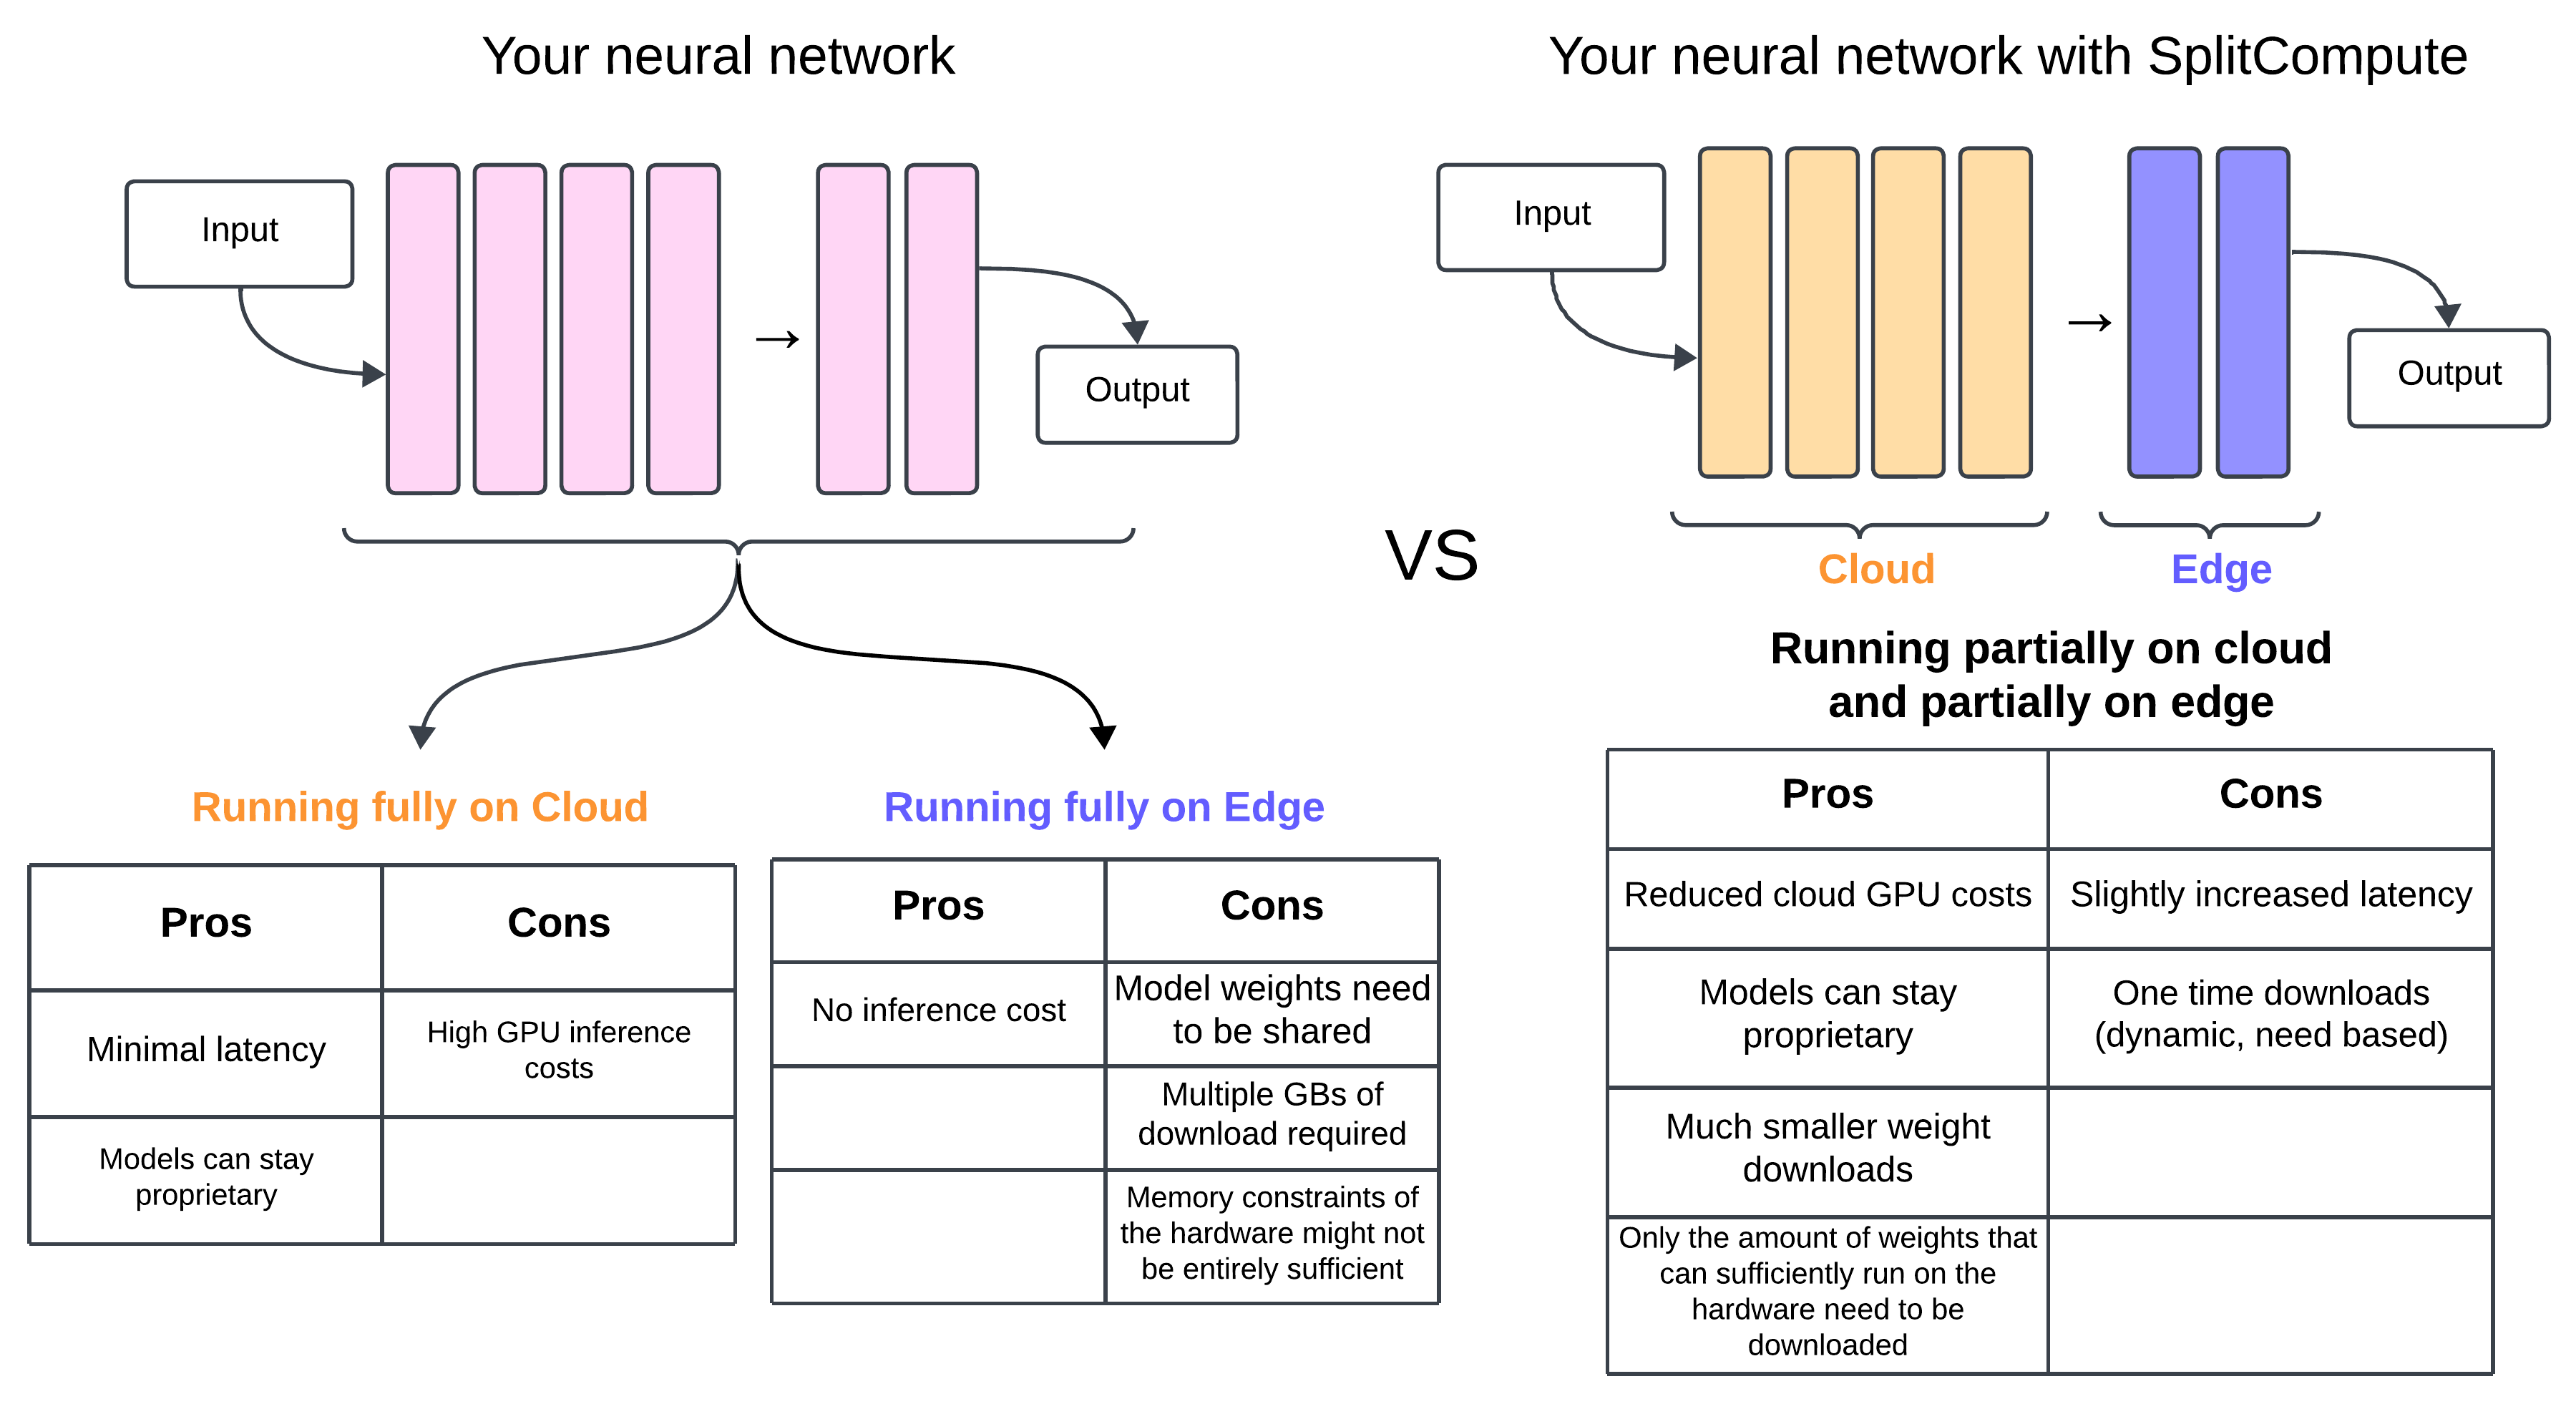 Your neural network
Input
→
Output
Running fully on Cloud
Pros
Cons
Minimal latency
High GPU inference
costs
Models can stay
proprietary
Running fully on Edge
Pros
Cons
No inference cost
Model weights need
to be shared
Multiple GBs of
download required
Memory constraints of
the hardware might not
be entirely sufficient
VS
Your neural network with SplitCompute
Input
→
Output
Cloud
Edge
Running partially on cloud
and partially on edge
Pros
Cons
Reduced cloud GPU costs
Slightly increased latency
Models can stay
proprietary
One time downloads
(dynamic, need based)
Much smaller weight
downloads
Only the amount of weights that
can sufficiently run on the
hardware need to be
downloaded